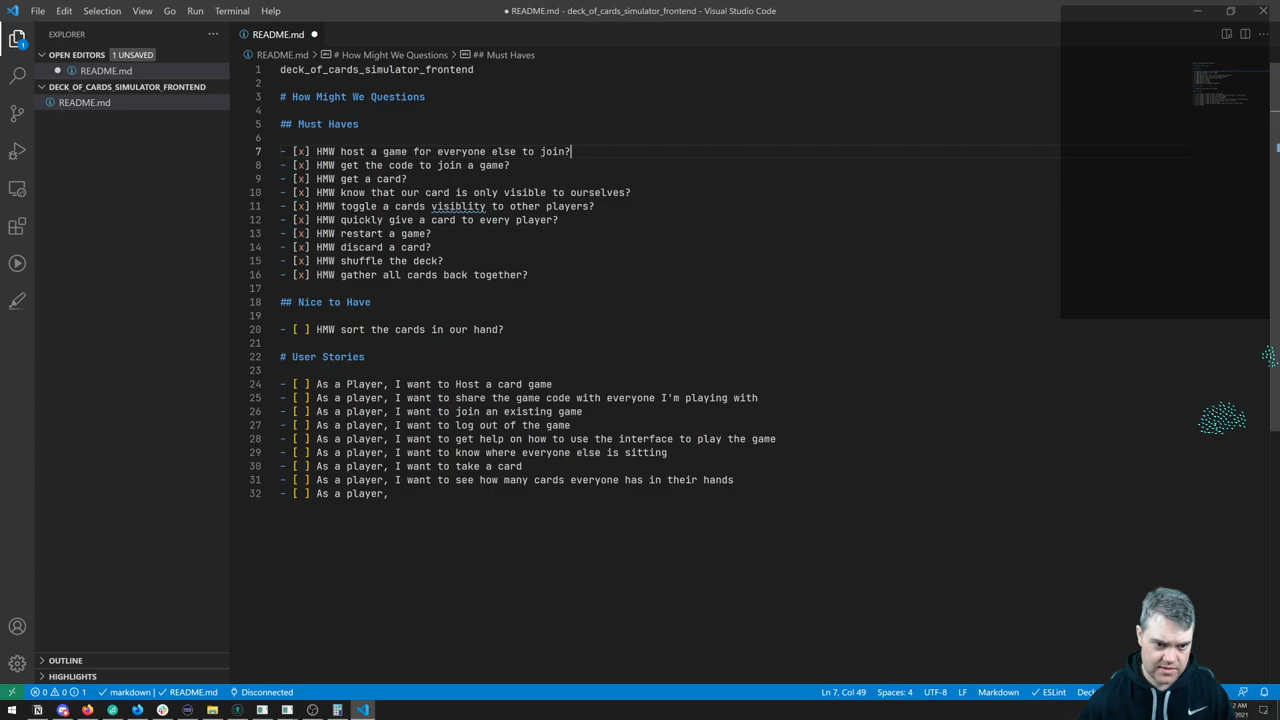 File Edit Selection View Go Run Terminal Help
● README.md - deck_of_cards_simulator_frontend - Visual Studio Code
EXPLORER
README.md
OPEN EDITORS 1 UNSAVED
README.md > # How Might We Questions > ## Must Haves
README.md
DECK_OF_CARDS_SIMULATOR_FRONTEND
README.md
1 deck_of_cards_simulator_frontend
2
3 # How Might We Questions
4
5 ## Must Haves
6
7 - [x] HMW host a game for everyone else to join?
8 - [x] HMW get the code to join a game?
9 - [x] HMW get a card?
10 - [x] HMW know that our card is only visible to ourselves?
11 - [x] HMW toggle a cards visiblity to other players?
12 - [x] HMW quickly give a card to every player?
13 - [x] HMW restart a game?
14 - [x] HMW discard a card?
15 - [x] HMW shuffle the deck?
16 - [x] HMW gather all cards back together?
17
18 ## Nice to Have
19
20 - [ ] HMW sort the cards in our hand?
21
22 # User Stories
23
24 - [ ] As a Player, I want to Host a card game
25 - [ ] As a player, I want to share the game code with everyone I'm playing with
26 - [ ] As a player, I want to join an existing game
27 - [ ] As a player, I want to log out of the game
28 - [ ] As a player, I want to get help on how to use the interface to play the game
29 - [ ] As a player, I want to know where everyone else is sitting
30 - [ ] As a player, I want to take a card
31 - [ ] As a player, I want to see how many cards everyone has in their hands
32 - [ ] As a player,
OUTLINE
HIGHLIGHTS
0 0 1 markdown | README.md Disconnected Ln 7, Col 49 Spaces: 4 UTF-8 LF Markdown ESLint